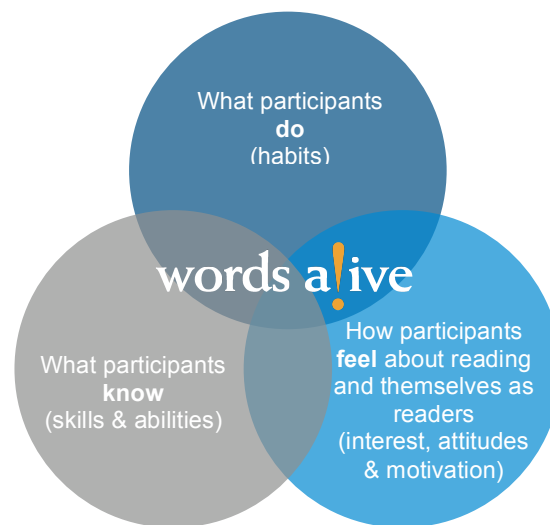 What participants
do
(habits)
words a!ive
What participants
know
(skills & abilities)
How participants
feel about reading
and themselves as
readers
(interest, attitudes
& motivation)